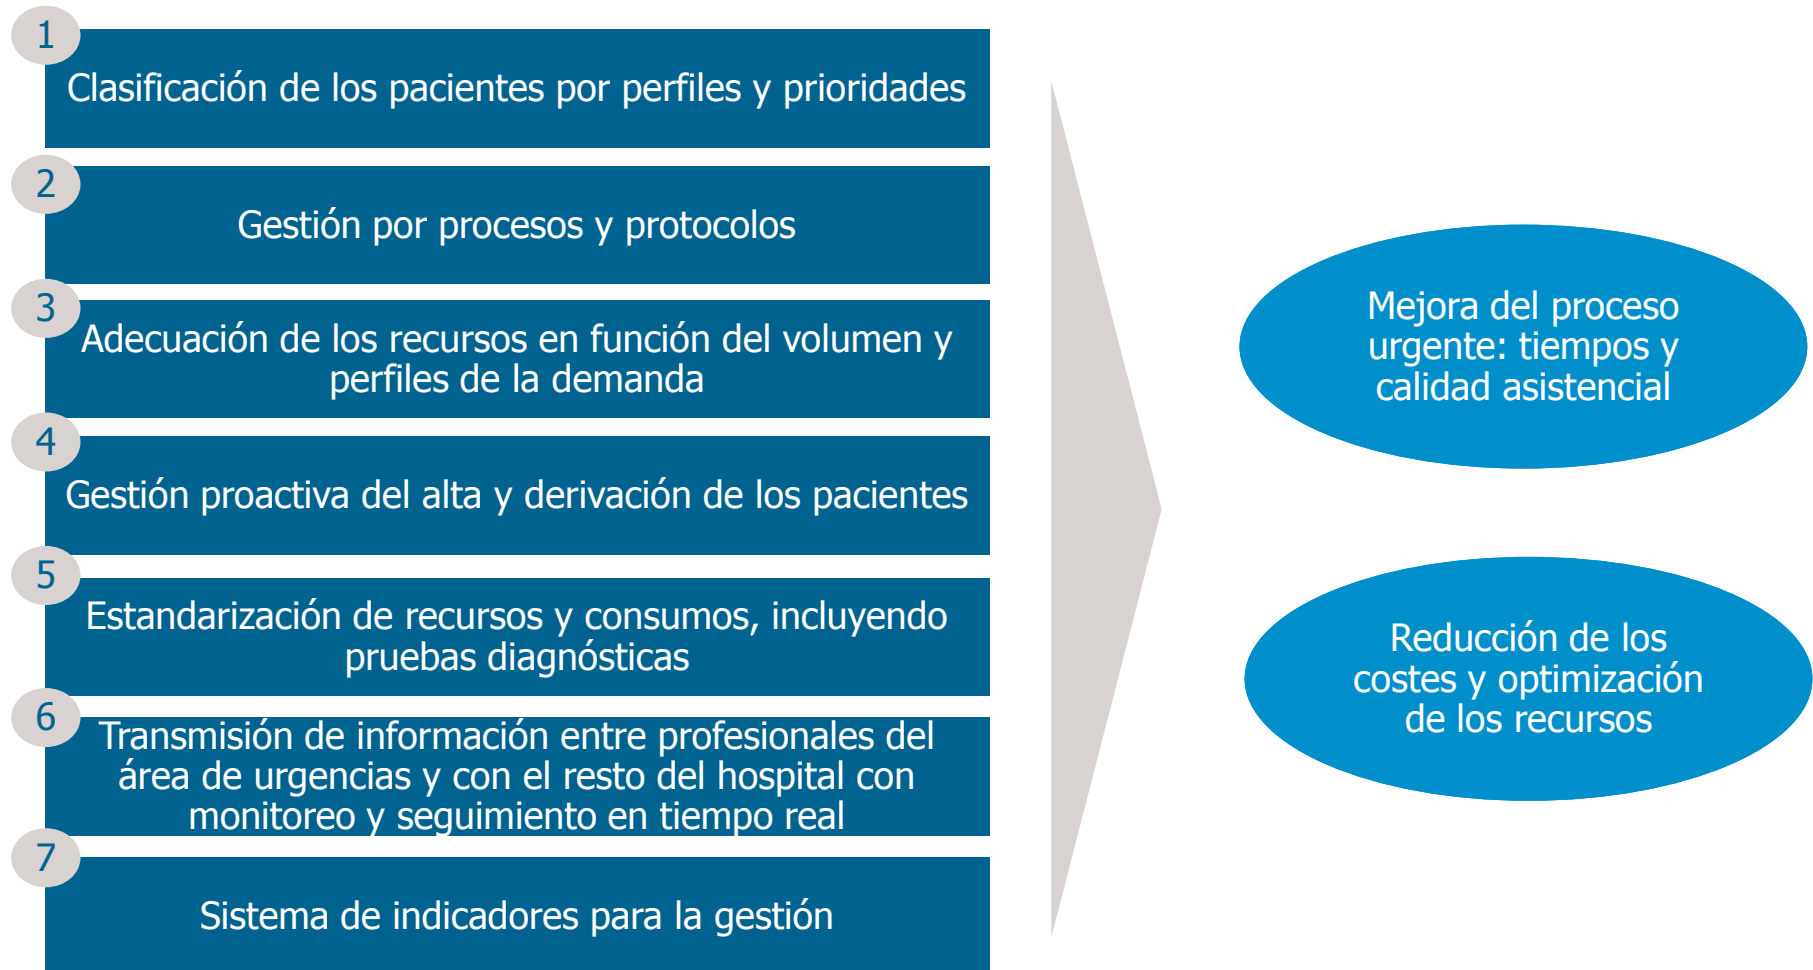 1
Clasificación de los pacientes por perfiles y prioridades
2
Gestión por procesos y protocolos
3
Adecuación de los recursos en función del volumen y
perfiles de la demanda
4
Gestión proactiva del alta y derivación de los pacientes
5
Estandarización de recursos y consumos, incluyendo
pruebas diagnósticas
6
Transmisión de información entre profesionales del
área de urgencias y con el resto del hospital con
monitoreo y seguimiento en tiempo real
7
Sistema de indicadores para la gestión
Mejora del proceso
urgente: tiempos y
calidad asistencial
Reducción de los
costes y optimización
de los recursos